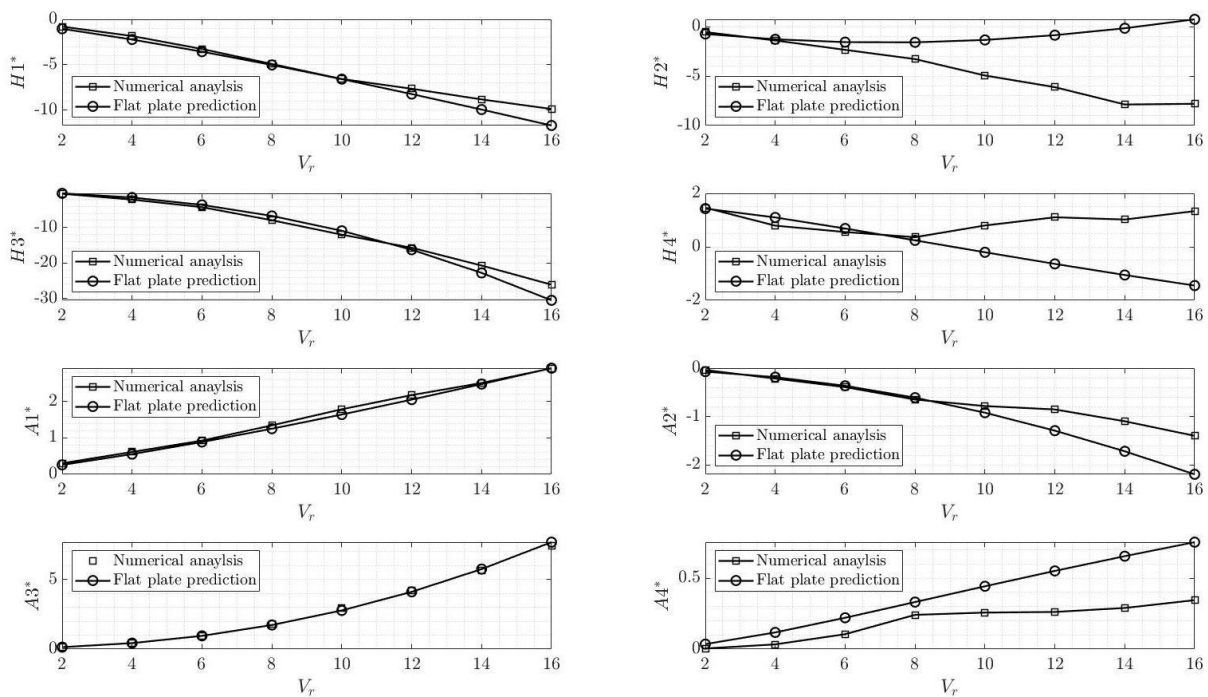 H1*
0
-5
-10
Numerical anaylsis
Flat plate prediction
2 4 6 8 10 12 14 16
V_r
H2*
0
-5
-10
Numerical anaylsis
Flat plate prediction
2 4 6 8 10 12 14 16
V_r
H3*
-10
-20
-30
Numerical anaylsis
Flat plate prediction
2 4 6 8 10 12 14 16
V_r
H4*
2
0
-2
Numerical anaylsis
Flat plate prediction
2 4 6 8 10 12 14 16
V_r
A1*
2
1
0
Numerical anaylsis
Flat plate prediction
2 4 6 8 10 12 14 16
V_r
A2*
0
-1
-2
Numerical anaylsis
Flat plate prediction
2 4 6 8 10 12 14 16
V_r
A3*
5
0
Numerical anaylsis
Flat plate prediction
2 4 6 8 10 12 14 16
V_r
A4*
0.5
0
Numerical anaylsis
Flat plate prediction
2 4 6 8 10 12 14 16
V_r